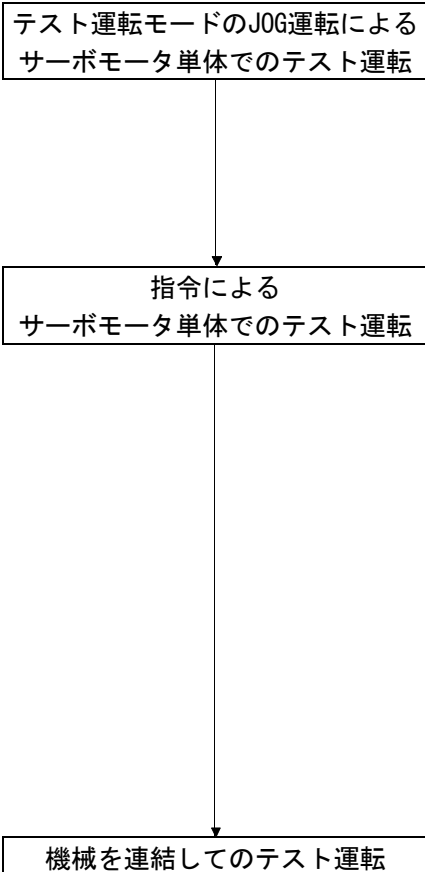 テスト運転モードのJOG運転による
サーボモータ単体でのテスト運転
指令による
サーボモータ単体でのテスト運転
機械を連結してのテスト運転